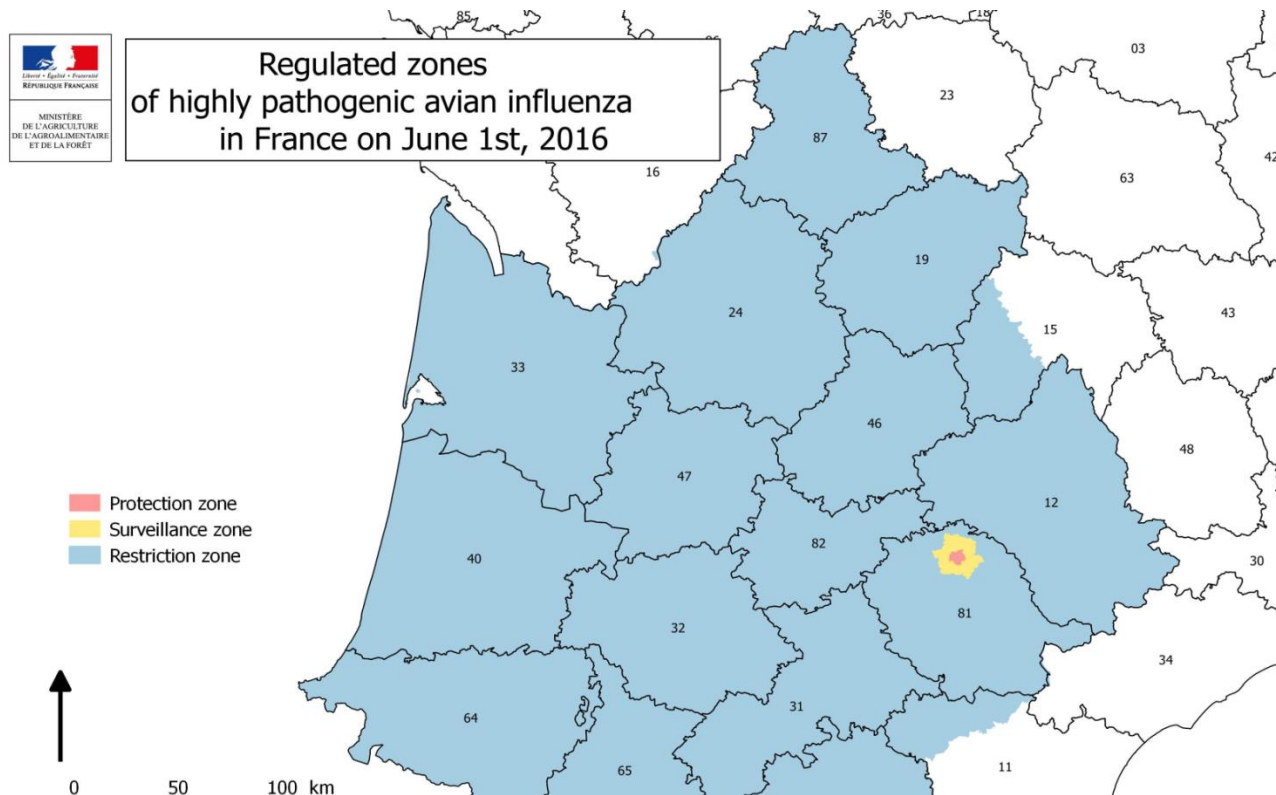 Liberté • Égalité • Fraternité
RÉPUBLIQUE FRANÇAISE
MINISTÈRE
DE L'AGRICULTURE
DE L'AGROALIMENTAIRE
ET DE LA FORÊT
Regulated zones
of highly pathogenic avian influenza
in France on June 1st, 2016
85
36
18
03
23
87
42
16
63
19
24
43
15
33
46
48
47
12
Protection zone
Surveillance zone
Restriction zone
82
40
30
81
32
34
31
64
65
11
0 50 100 km